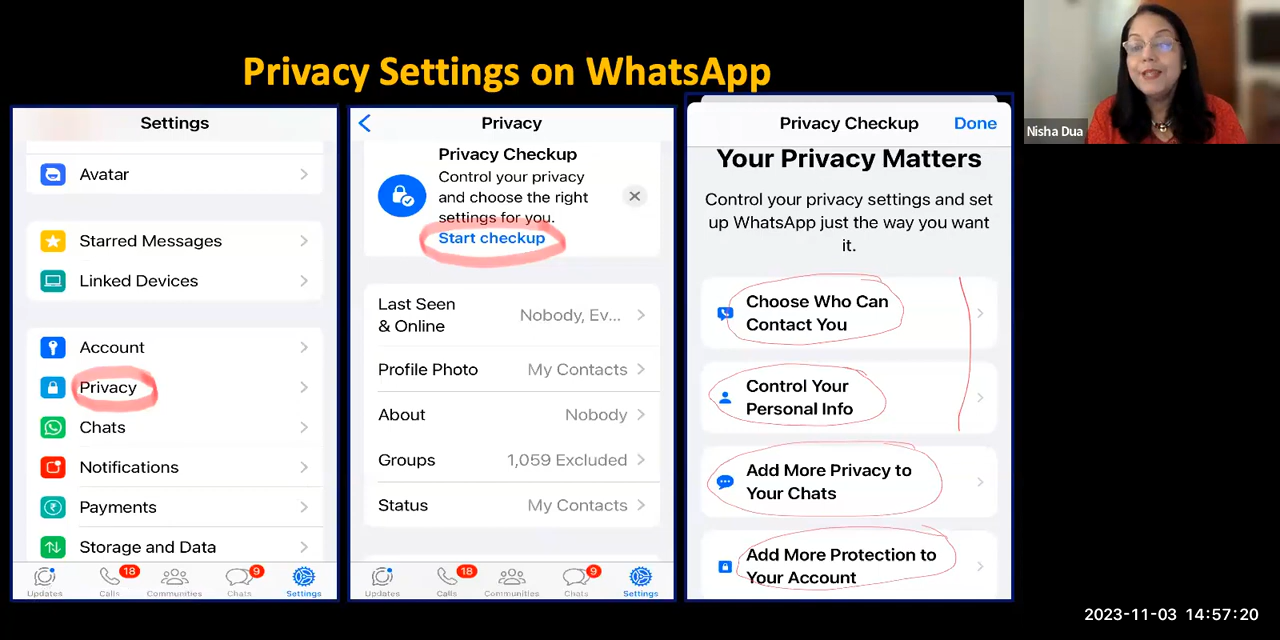 Privacy Settings on WhatsApp
Settings
Avatar
Starred Messages
Linked Devices
Account
Privacy
Chats
Notifications
Payments
Storage and Data
Updates
18
Calls
Communities
9
Chats
Settings
Privacy
Privacy Checkup
Control your privacy
and choose the right
settings for you.
Start checkup
Last Seen
& Online
Nobody, Ev...
Profile Photo
My Contacts
About
Nobody
Groups
1,059 Excluded
Status
My Contacts
Updates
18
Calls
Communities
9
Chats
Settings
Privacy Checkup
Done
Your Privacy Matters
Control your privacy settings and set
up WhatsApp just the way you want
it.
Choose Who Can
Contact You
Control Your
Personal Info
Add More Privacy to
Your Chats
Add More Protection to
Your Account
Nisha Dua
2023-11-03 14:57:20